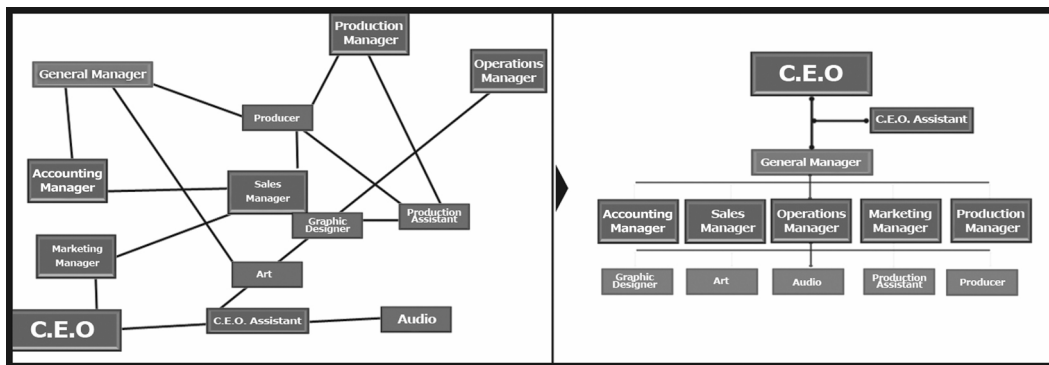 Production
Manager
General Manager
Operations
Manager
Producer
Accounting
Manager
Sales
Manager
Graphic
Designer
Production
Assistant
Marketing
Manager
Art
C.E.O
C.E.O. Assistant
Audio
C.E.O
C.E.O. Assistant
General Manager
Accounting
Manager
Sales
Manager
Operations
Manager
Marketing
Manager
Production
Manager
Graphic
Designer
Art
Audio
Production
Assistant
Producer